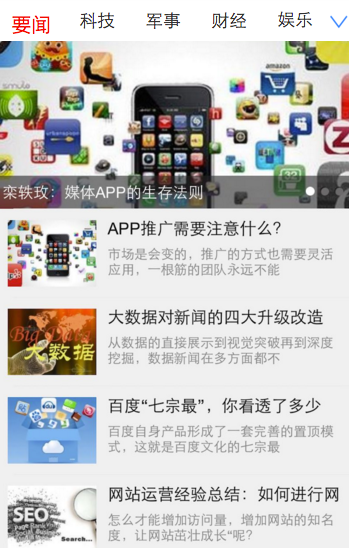 要闻 科技 军事 财经 娱乐
smule
amazon
栾轶玫：媒体APP的生存法则
APP推广需要注意什么?
市场是会变的，推广的方式也需要灵活
应用，一根筋的团队永远不能
大数据对新闻的四大升级改造
大数据
从数据的直接展示到视觉突破再到深度
挖掘，数据新闻在多方面都不
百度“七宗最”，你看透了多少
百度自身产品形成了一套完善的置顶模
式，这就是百度文化的七宗最
网站运营经验总结：如何进行网
SEO
怎么才能增加访问量，增加网站的知名
度，让网站茁壮成长“呢?